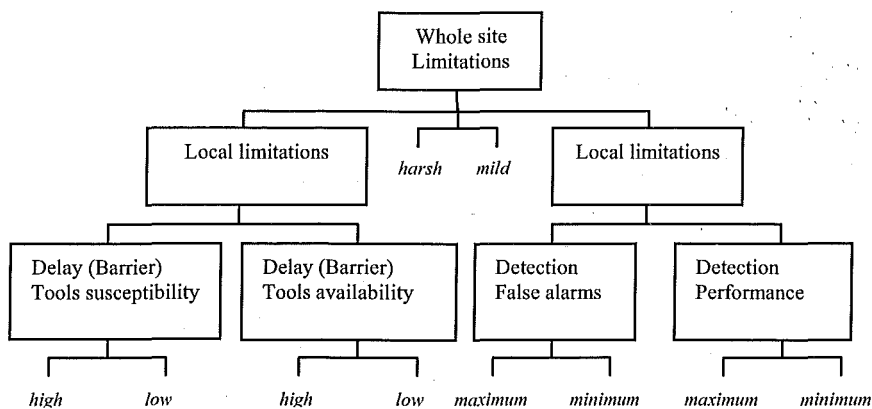 Whole site
Limitations
Local limitations
harsh mild
Local limitations
Delay (Barrier)
Tools susceptibility
Delay (Barrier)
Tools availability
Detection
False alarms
Detection
Performance
high low high low maximum minimum maximum minimum